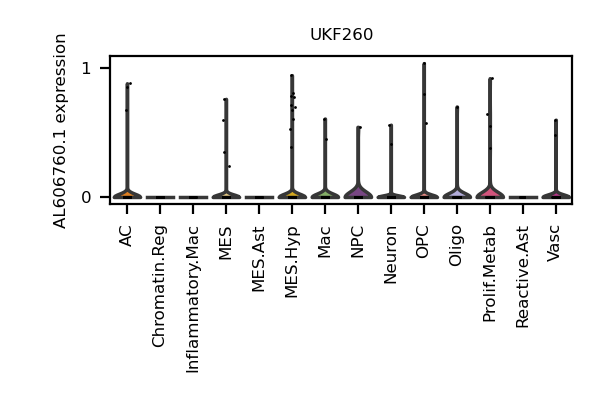 UKF260
AL606760.1 expression
1
0
AC
Chromatin.Reg
Inflammatory.Mac
MES
MES.Ast
MES.Hyp
Mac
NPC
Neuron
OPC
Oligo
Prolif.Metab
Reactive.Ast
Vasc